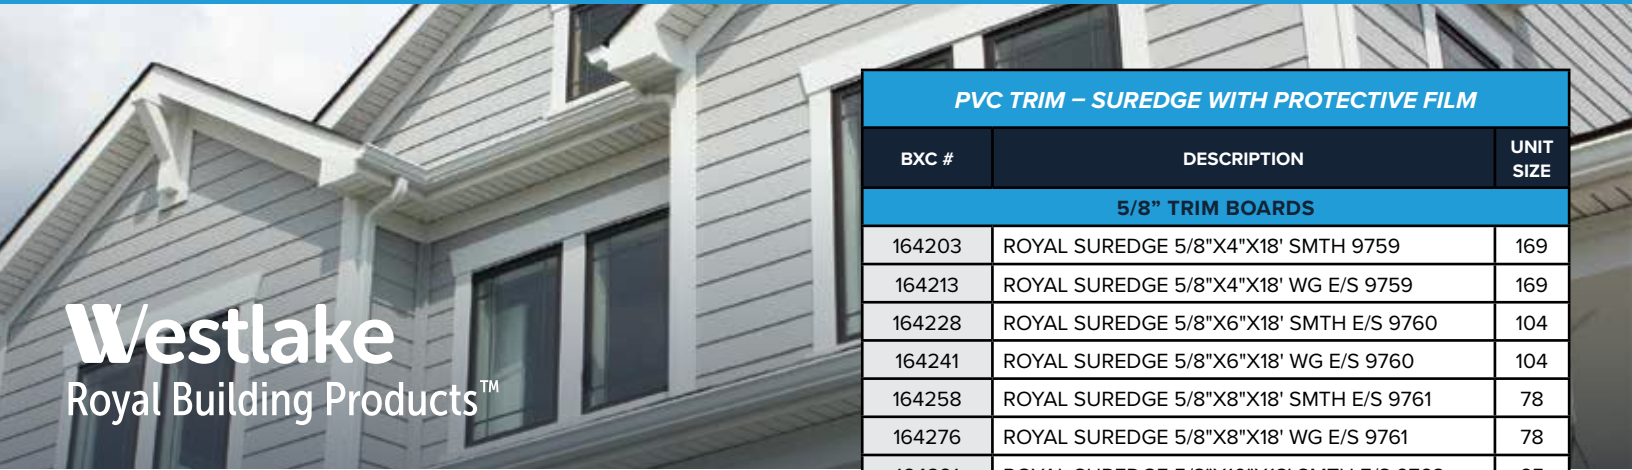 Westlake
Royal Building Products™
PVC TRIM – SUREDGE WITH PROTECTIVE FILM
BXC # DESCRIPTION UNIT SIZE
5/8” TRIM BOARDS
164203 ROYAL SUREDGE 5/8"X4"X18' SMTH 9759 169
164213 ROYAL SUREDGE 5/8"X4"X18' WG E/S 9759 169
164228 ROYAL SUREDGE 5/8"X6"X18' SMTH E/S 9760 104
164241 ROYAL SUREDGE 5/8"X6"X18' WG E/S 9760 104
164258 ROYAL SUREDGE 5/8"X8"X18' SMTH E/S 9761 78
164276 ROYAL SUREDGE 5/8"X8"X18' WG E/S 9761 78